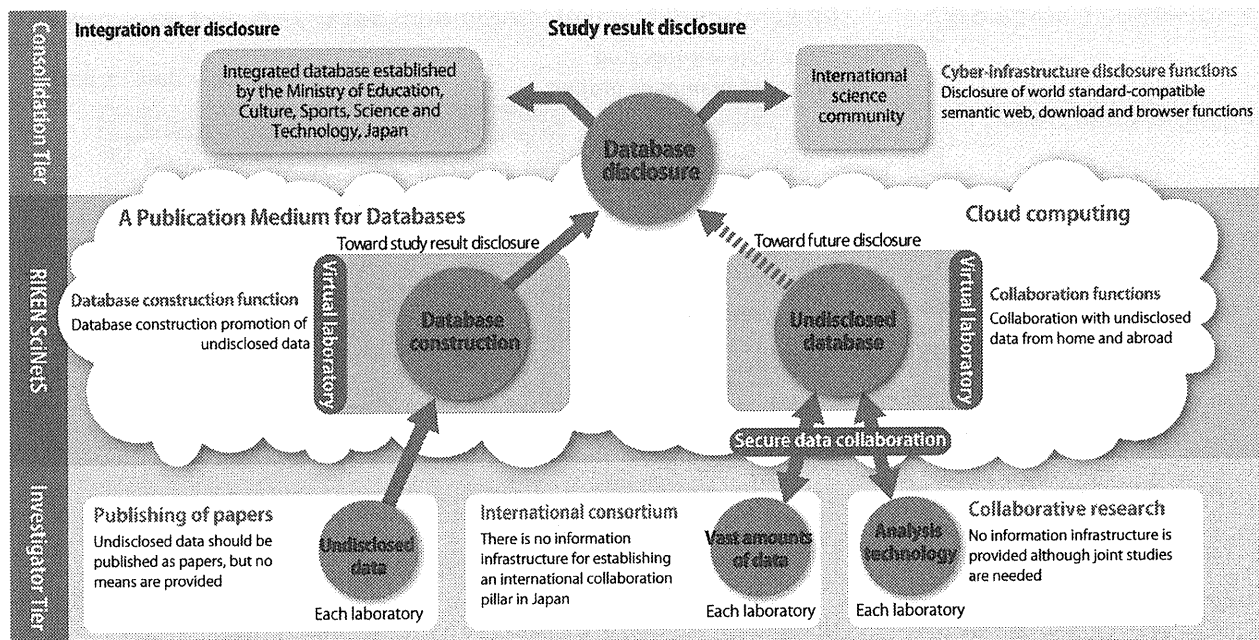 Consolidation Tier
Integration after disclosure
Study result disclosure
Integrated database established
by the Ministry of Education,
Culture, Sports, Science and
Technology, Japan
Database
disclosure
International
science
community
Cyber-infrastructure disclosure functions
Disclosure of world standard-compatible
semantic web, download and browser functions
RIKEN SciNetS
A Publication Medium for Databases
Cloud computing
Toward study result disclosure
Toward future disclosure
Database construction function
Database construction promotion of
undisclosed data
Virtual laboratory
Database
construction
Undisclosed
database
Virtual laboratory
Collaboration functions
Collaboration with undisclosed
data from home and abroad
Secure data collaboration
Investigator Tier
Publishing of papers
Undisclosed data should be
published as papers, but no
means are provided
Undisclosed
data
Each laboratory
International consortium
There is no information
infrastructure for establishing
an international collaboration
pillar in Japan
Vast amounts
of data
Each laboratory
Analysis
technology
Each laboratory
Collaborative research
No information infrastructure is
provided although joint studies
are needed